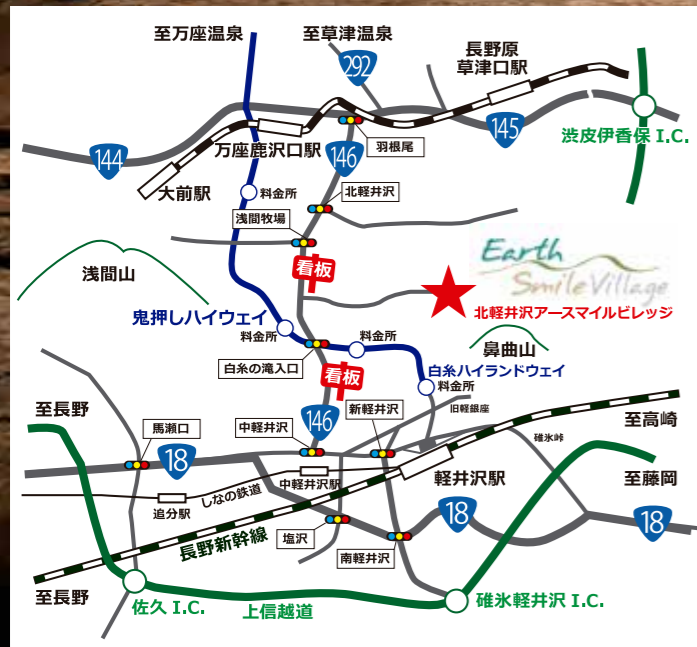 至万座温泉
至草津温泉
長野原
草津口駅
292
渋皮伊香保 I.C.
145
羽根尾
万座鹿沢口駅
144
146
大前駅
料金所
北軽井沢
浅間牧場
Earth
Smile Village
浅間山
看板
北軽井沢アースマイルビレッジ
鬼押しハイウェイ
料金所
料金所
鼻曲山
白糸の滝入口
看板
白糸ハイランドウェイ
料金所
至長野
旧軽銀座
146
中軽井沢
新軽井沢
至高崎
馬瀬口
18
碓氷峠
中軽井沢駅
軽井沢駅
至藤岡
しなの鉄道
追分駅
18
18
長野新幹線
塩沢
南軽井沢
至長野
佐久 I.C.
上信越道
碓氷軽井沢 I.C.